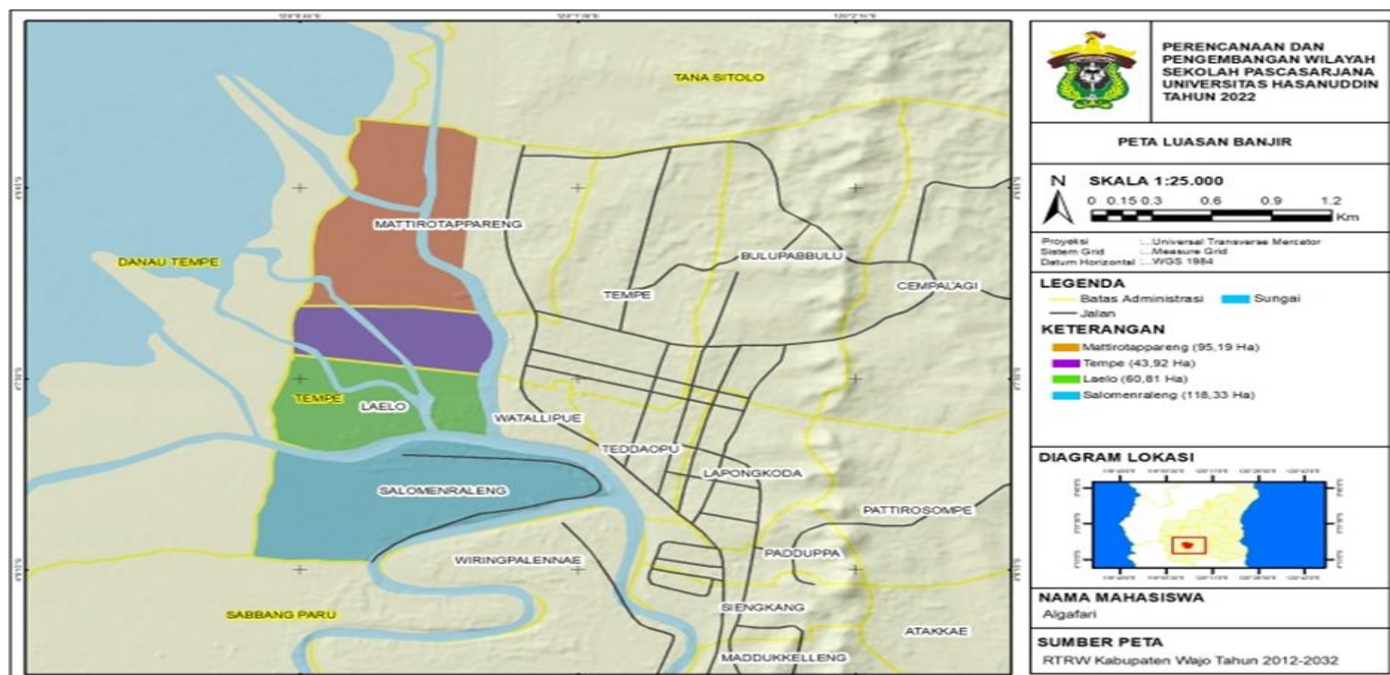 TANA SITOLO
MATTIROTAPPARENG
DANAU TEMPE
BULUPABBULU
CEMPALAGI
TEMPE
TEMPE
LAELO
WATALLIPUE
TEDDAOPU
LAPONGKODA
SALOMENRALENG
PATTIROSOMPE
WIRINGPALENNAE
PADDUPPA
SABBANG PARU
SIENGKANG
ATAKKAE
MADDUKKELLENG
PERENCANAAN DAN
PENGEMBANGAN WILAYAH
SEKOLAH PASCASARJANA
UNIVERSITAS HASANUDDIN
TAHUN 2022
PETA LUASAN BANJIR
N
SKALA 1:25.000
0 0.15 0.3 0.6 0.9 1.2
Km
Proyeksi :...Universal Transverse Mercator
Sistem Grid :...Measure Grid
Datum Horizontal :...WGS 1984
LEGENDA
Batas Administrasi Sungai
Jalan
KETERANGAN
Mattirotappareng (95,19 Ha)
Tempe (43,92 Ha)
Laelo (60,81 Ha)
Salomenraleng (118,33 Ha)
DIAGRAM LOKASI
NAMA MAHASISWA
Algafari
SUMBER PETA
RTRW Kabupaten Wajo Tahun 2012-2032